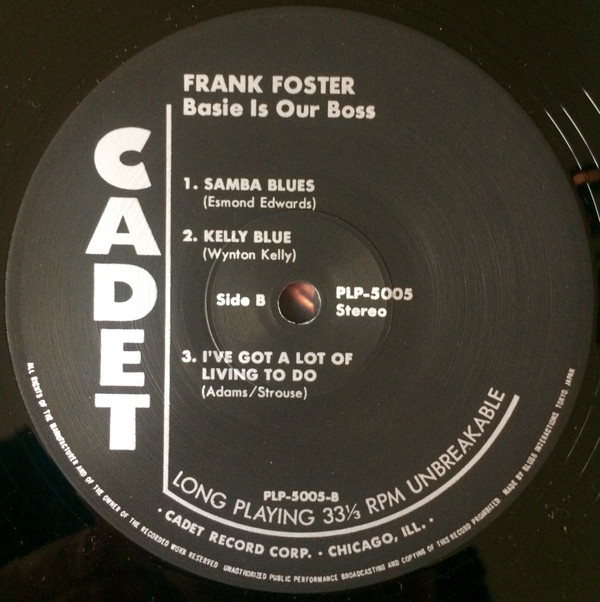 FRANK FOSTER
Basie Is Our Boss
CADET
1. SAMBA BLUES
(Esmond Edwards)
2. KELLY BLUE
(Wynton Kelly)
Side B
PLP-5005
Stereo
3. I'VE GOT A LOT OF
LIVING TO DO
(Adams/Strouse)
PLP-5005-B
LONG PLAYING 33⅓ RPM UNBREAKABLE
· CADET RECORD CORP. · CHICAGO, ILL. ·
ALL RIGHTS OF THE MANUFACTURER AND OF THE OWNER OF THE RECORDED WORK RESERVED UNAUTHORIZED PUBLIC PERFORMANCE BROADCASTING AND COPYING OF THIS RECORD PROHIBITED. MADE BY BLUES INTERACTIONS TOKYO JAPAN